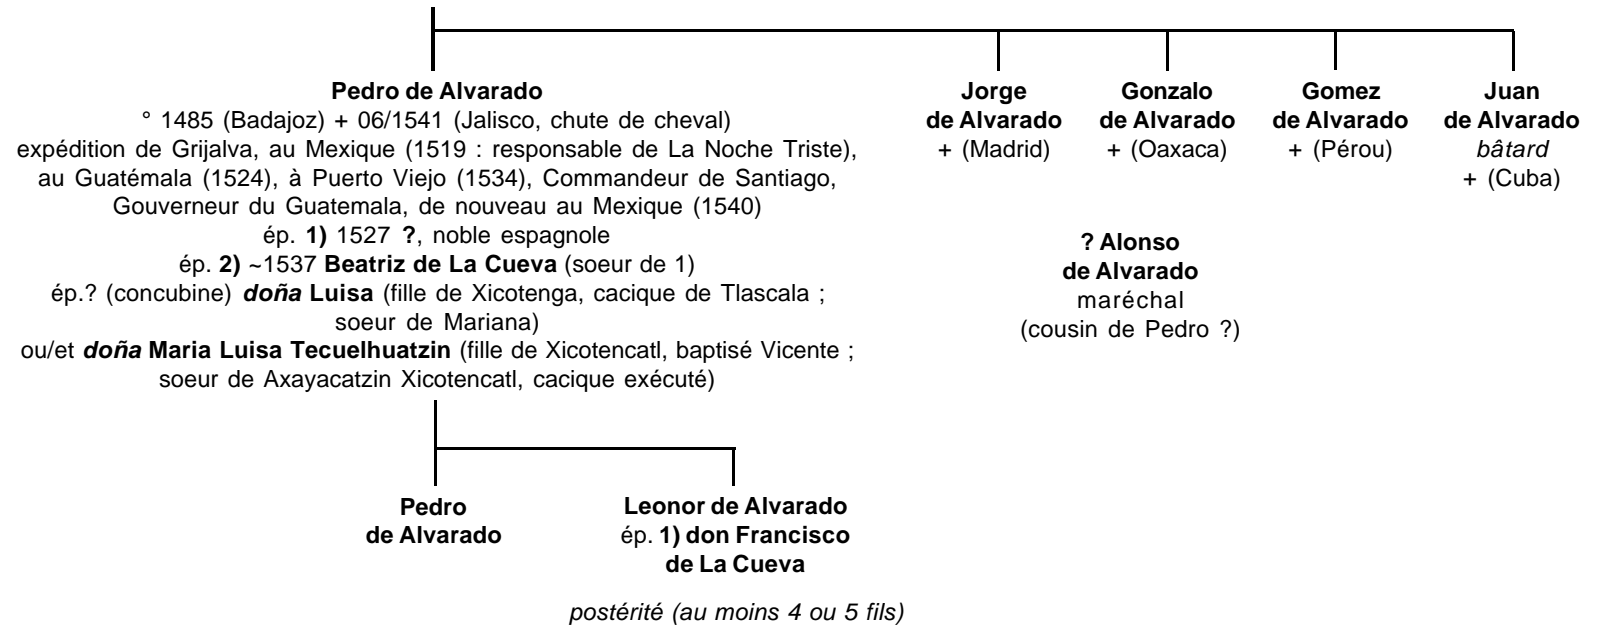 Pedro de Alvarado
° 1485 (Badajoz) + 06/1541 (Jalisco, chute de cheval)
expédition de Grijalva, au Mexique (1519 : responsable de La Noche Triste),
au Guatémala (1524), à Puerto Viejo (1534), Commandeur de Santiago,
Gouverneur du Guatemala, de nouveau au Mexique (1540)
ép. 1) 1527 ?, noble espagnole
ép. 2) ~1537 Beatriz de La Cueva (soeur de 1)
ép.? (concubine) doña Luisa (fille de Xicotenga, cacique de Tlascala ;
soeur de Mariana)
ou/et doña Maria Luisa Tecuelhuatzin (fille de Xicotencatl, baptisé Vicente ;
soeur de Axayacatzin Xicotencatl, cacique exécuté)
Jorge
de Alvarado
+ (Madrid)
Gonzalo
de Alvarado
+ (Oaxaca)
Gomez
de Alvarado
+ (Pérou)
Juan
de Alvarado
bâtard
+ (Cuba)
? Alonso
de Alvarado
maréchal
(cousin de Pedro ?)
Pedro
de Alvarado
Leonor de Alvarado
ép. 1) don Francisco
de La Cueva
postérité (au moins 4 ou 5 fils)